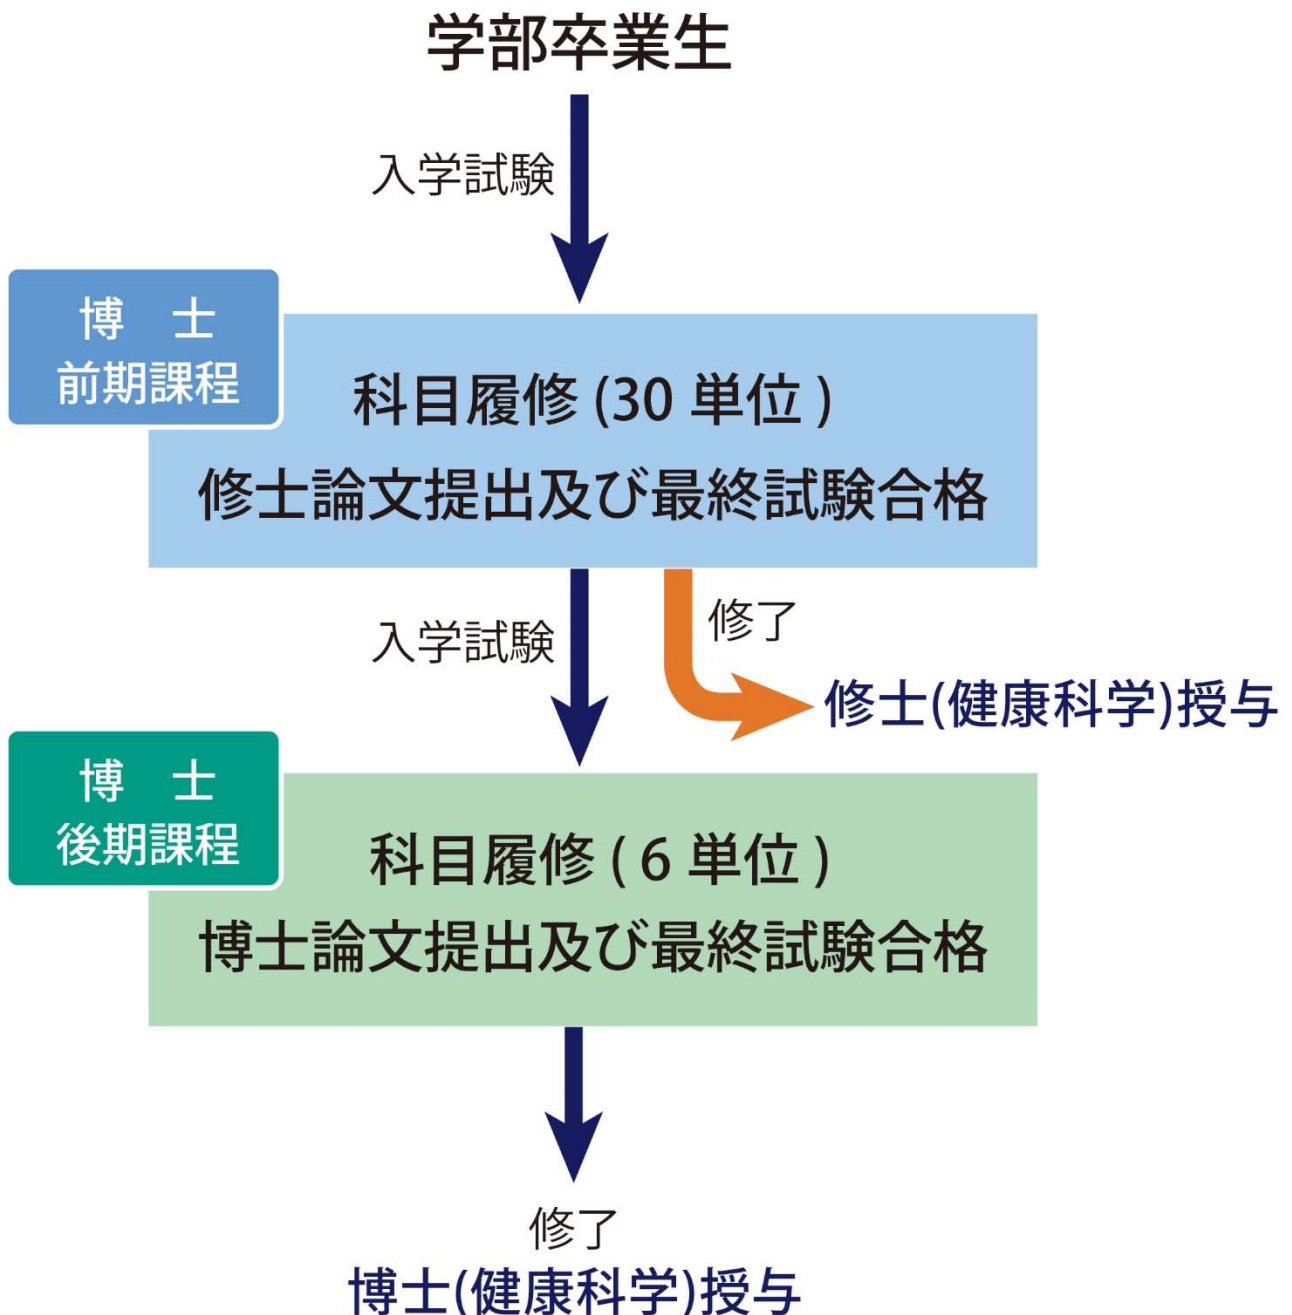 学部卒業生
入学試験
博　士
前期課程
科目履修 (30 単位 )
修士論文提出及び最終試験合格
入学試験
修了
修士(健康科学)授与
博　士
後期課程
科目履修 ( 6 単位 )
博士論文提出及び最終試験合格
修了
博士(健康科学)授与